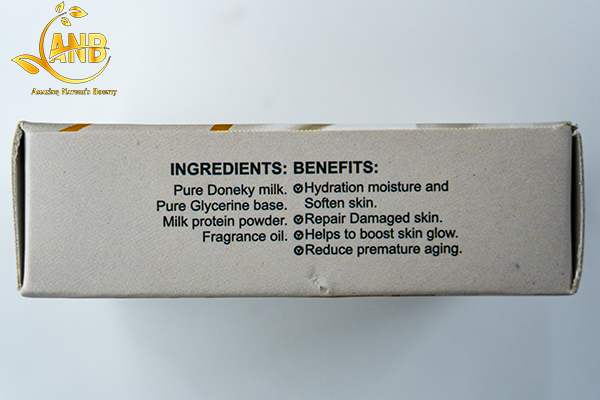 ANB
Amazing Nature's Bounty
INGREDIENTS:
Pure Doneky milk.
Pure Glycerine base.
Milk protein powder.
Fragrance oil.
BENEFITS:
Hydration moisture and
Soften skin.
Repair Damaged skin.
Helps to boost skin glow.
Reduce premature aging.